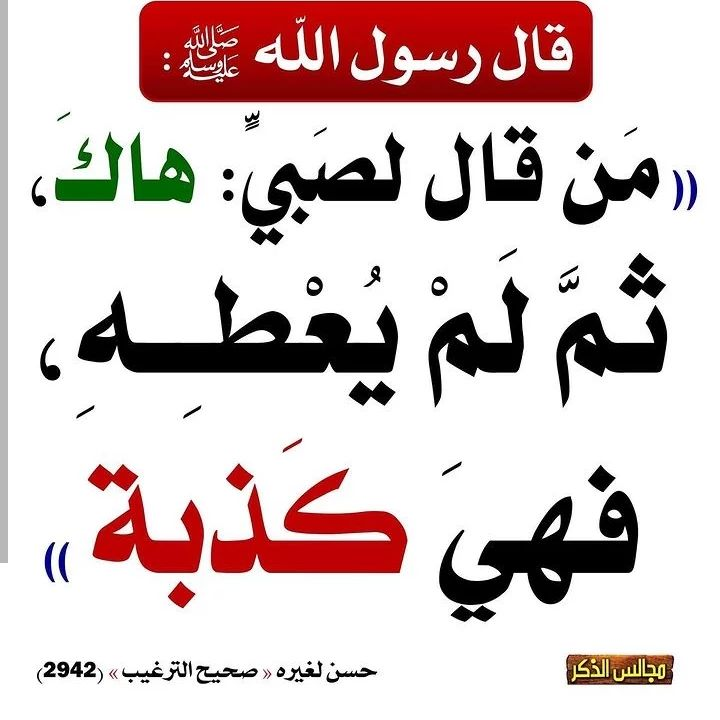 قال رسول الله ﷺ :
(( مَن قال لصَبيٍّ: هاكَ،
ثمَّ لَمْ يُعْطِـــهِ،
فهيَ كَذبة ))
حسن لغيره « صحيح الترغيب » (2942)
مجالس الذكر